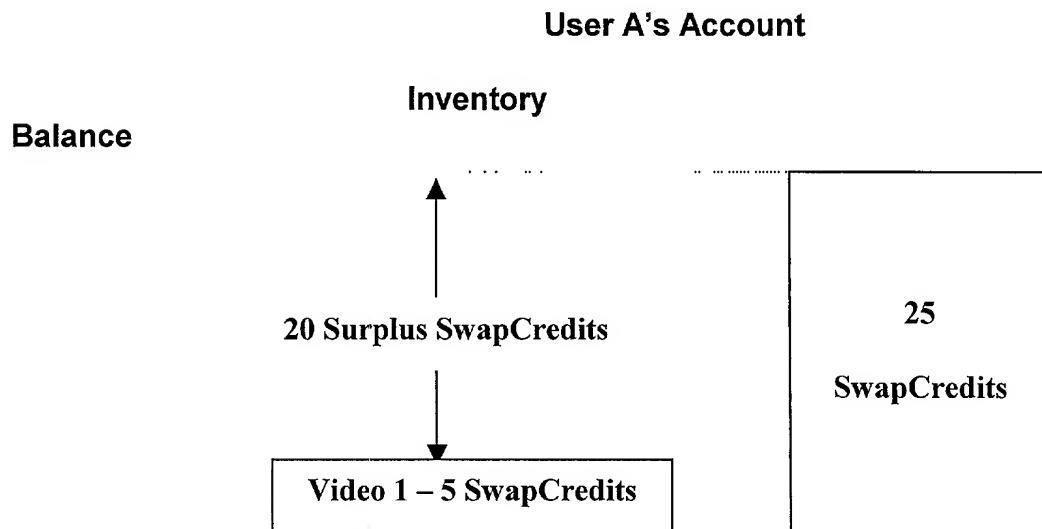 User A's Account
Inventory
Balance
20 Surplus SwapCredits
25
SwapCredits
Video 1 – 5 SwapCredits